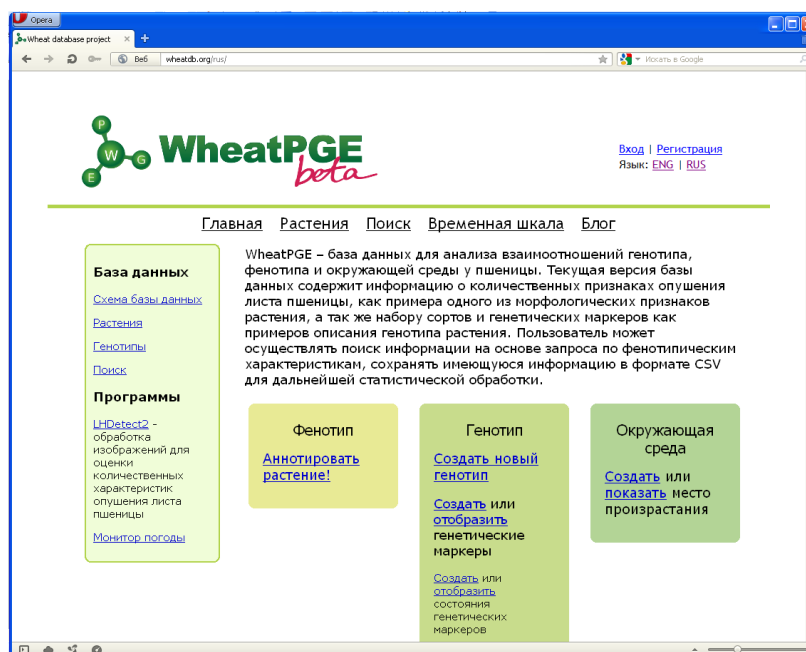 Opera
Wheat database project
Веб
wheatdb.org/rus/
Искать в Google
P
W
G
E
WheatPGE
beta
Вход | Регистрация
Язык: ENG | RUS
Главная Растения Поиск Временная шкала Блог
База данных
Схема базы данных
Растения
Генотипы
Поиск
Программы
LHDetect2 -
обработка
изображений для
оценки
количественных
характеристик
опушения листа
пшеницы
Монитор погоды
WheatPGE – база данных для анализа взаимоотношений генотипа,
фенотипа и окружающей среды у пшеницы. Текущая версия базы
данных содержит информацию о количественных признаках опушения
листа пшеницы, как примера одного из морфологических признаков
растения, а так же набору сортов и генетических маркеров как
примеров описания генотипа растения. Пользователь может
осуществлять поиск информации на основе запроса по фенотипическим
характеристикам, сохранять имеющуюся информацию в формате CSV
для дальнейшей статистической обработки.
Фенотип
Аннотировать
растение!
Генотип
Создать новый
генотип
Создать или
отобразить
генетические
маркеры
Создать или
отобразить
состояния
генетических
маркеров
Окружающая
среда
Создать или
показать место
произрастания